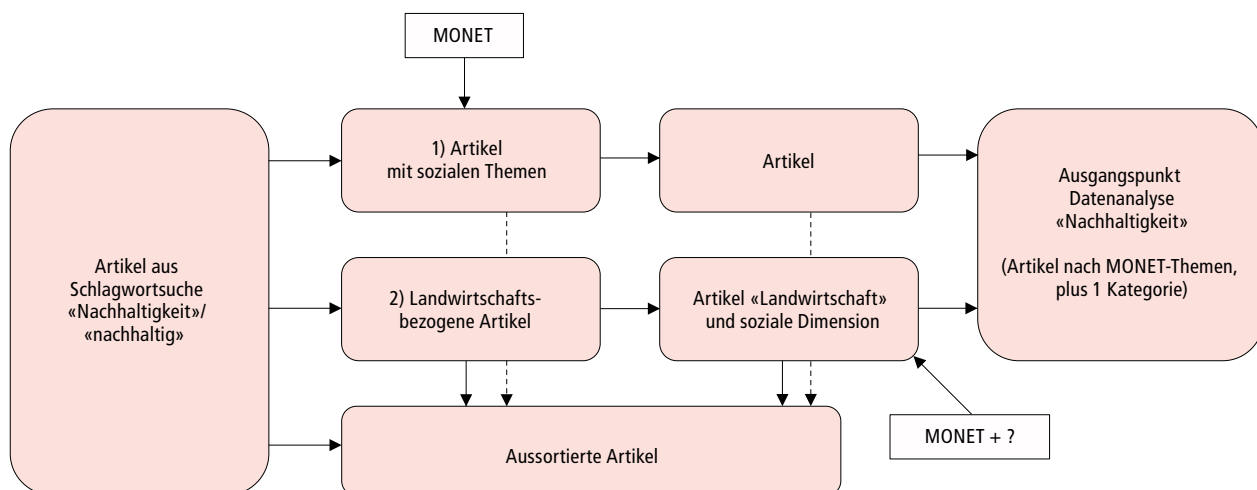 MONET
Artikel aus
Schlagwortsuche
«Nachhaltigkeit»/
«nachhaltig»
1) Artikel
mit sozialen Themen
Artikel
2) Landwirtschafts-
bezogene Artikel
Artikel «Landwirtschaft»
und soziale Dimension
Ausgangspunkt
Datenanalyse
«Nachhaltigkeit»
(Artikel nach MONET-Themen,
plus 1 Kategorie)
MONET + ?
Aussortierte Artikel